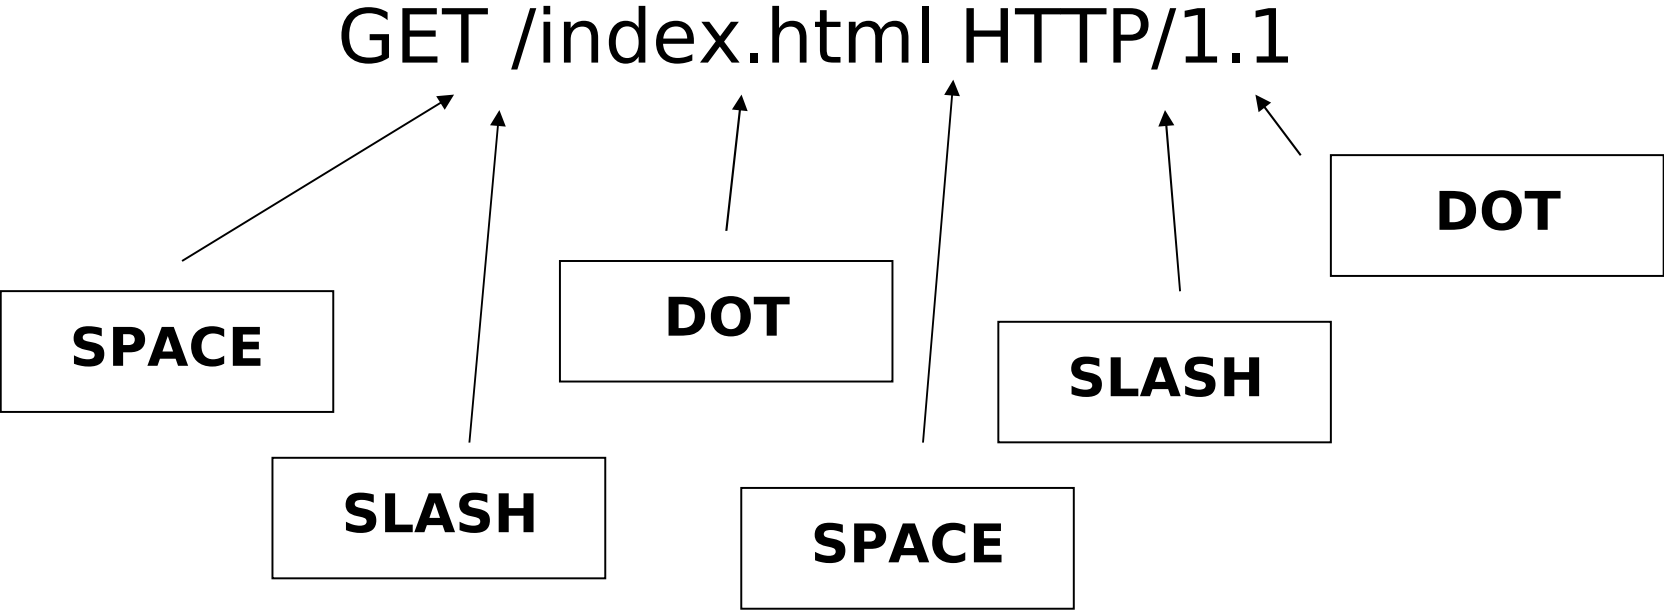 GET /index.html HTTP/1.1
DOT
DOT
SPACE
SLASH
SLASH
SPACE